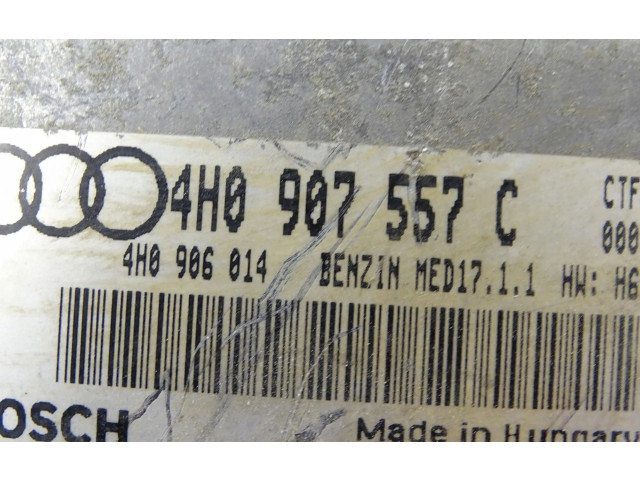 4H0 907 557 C CTF
000
4H0 906 014 BENZIN MED17.1.1 HW: H6
OSCH
Made in Hungary